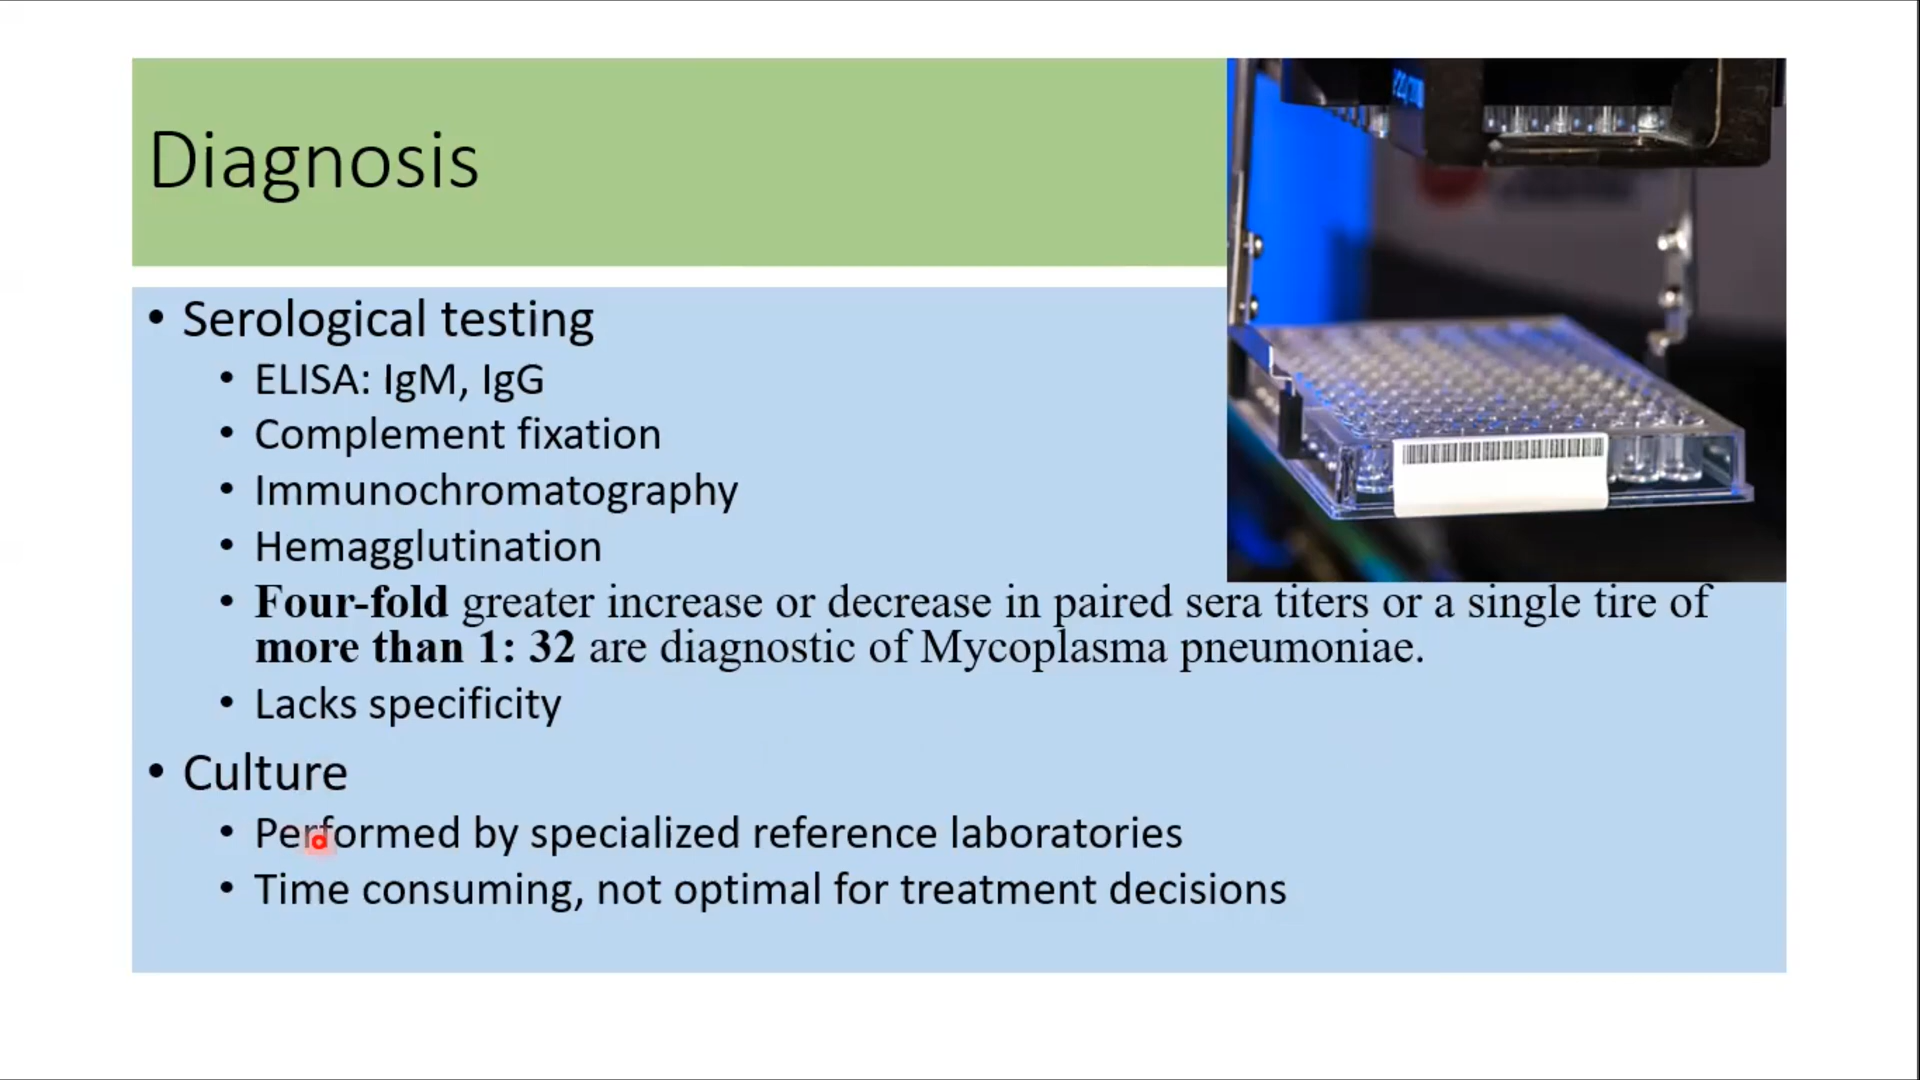 Diagnosis
• Serological testing
• ELISA: IgM, IgG
• Complement fixation
• Immunochromatography
• Hemagglutination
• Four-fold greater increase or decrease in paired sera titers or a single tire of
more than 1: 32 are diagnostic of Mycoplasma pneumoniae.
• Lacks specificity
• Culture
• Performed by specialized reference laboratories
• Time consuming, not optimal for treatment decisions